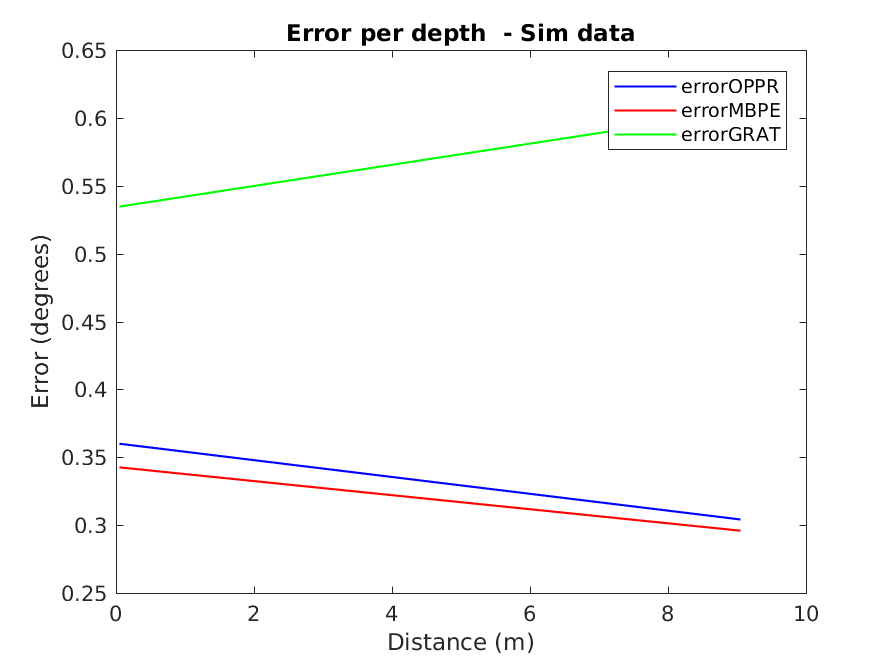 Error per depth - Sim data
0.65
0.6
0.55
0.5
0.45
0.4
0.35
0.3
0.25
Error (degrees)
errorOPPR
errorMBPE
errorGRAT
0 2 4 6 8 10
Distance (m)